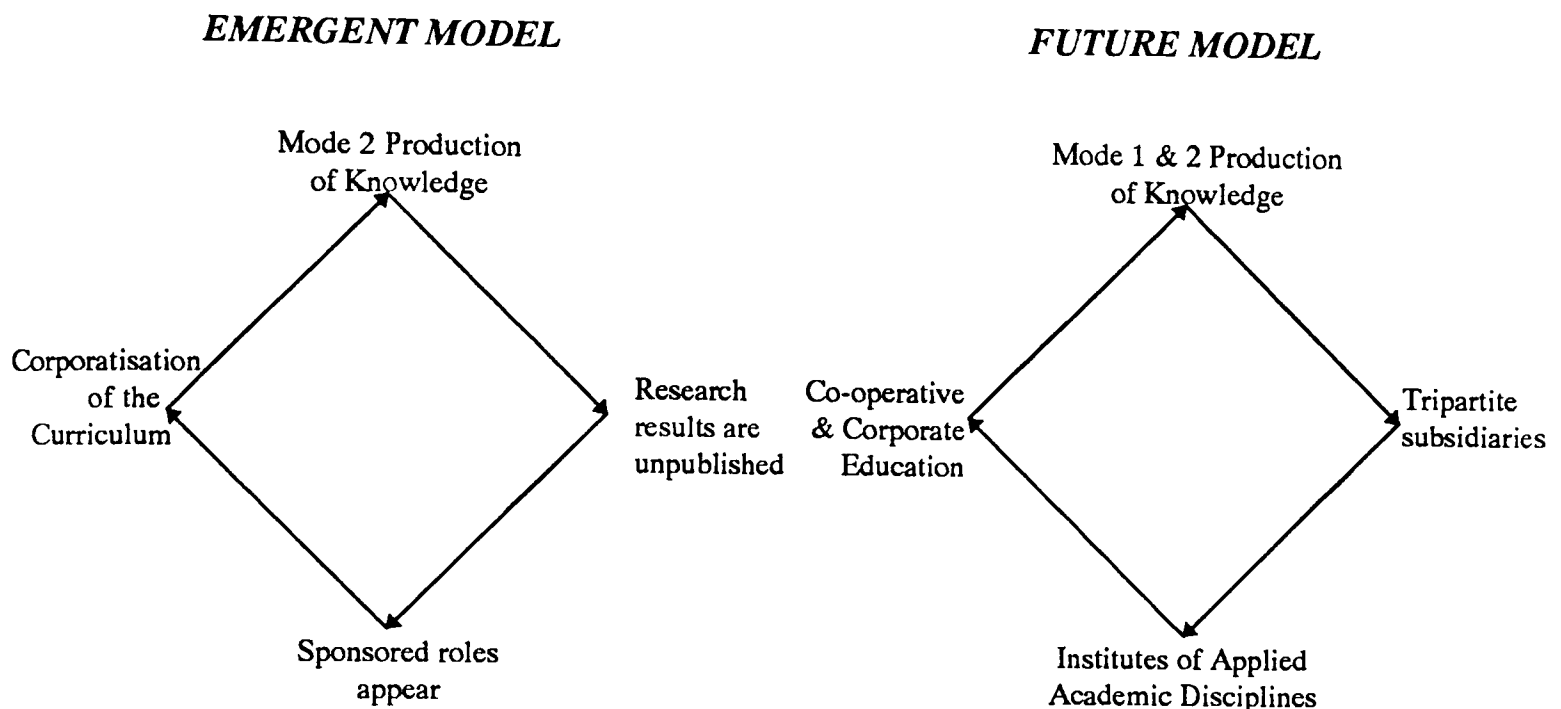 EMERGENT MODEL
FUTURE MODEL
Mode 2 Production
of Knowledge
Mode 1 & 2 Production
of Knowledge
Corporatisation
of the
Curriculum
Research
results are
unpublished
Co-operative
& Corporate
Education
Tripartite
subsidiaries
Sponsored roles
appear
Institutes of Applied
Academic Disciplines